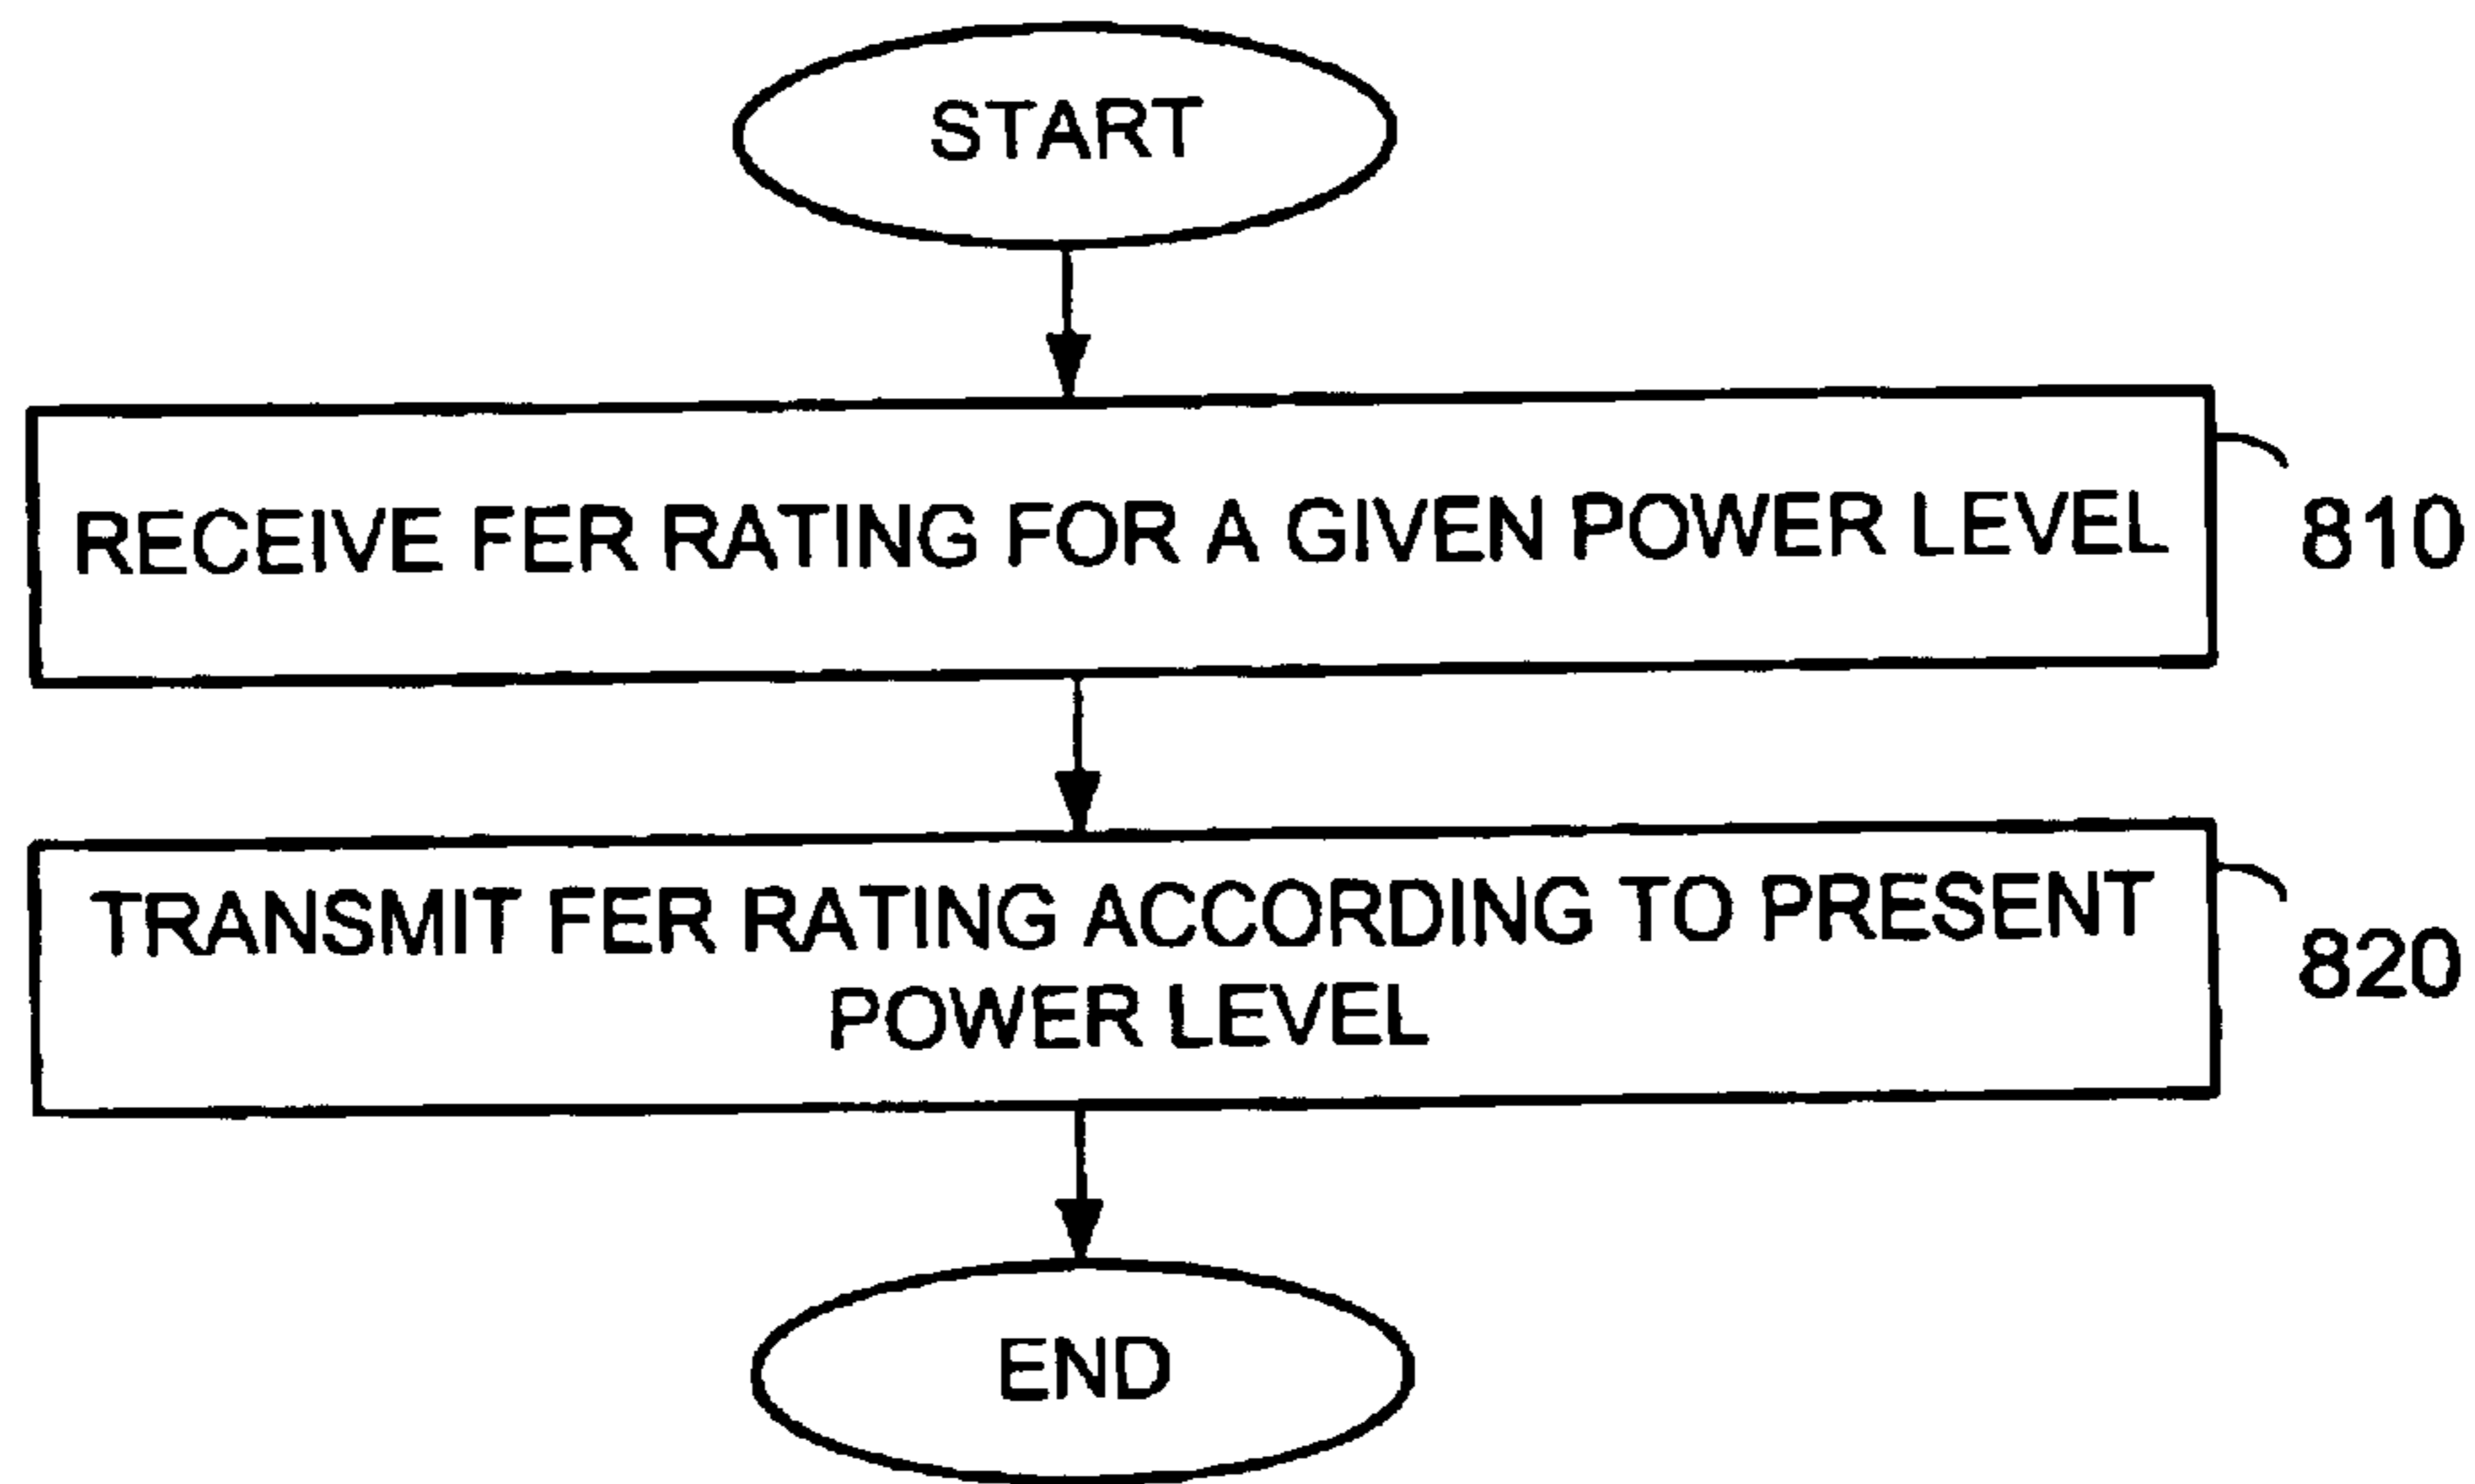 START
RECEIVE FER RATING FOR A GIVEN POWER LEVEL
810
TRANSMIT FER RATING ACCORDING TO PRESENT
POWER LEVEL
820
END